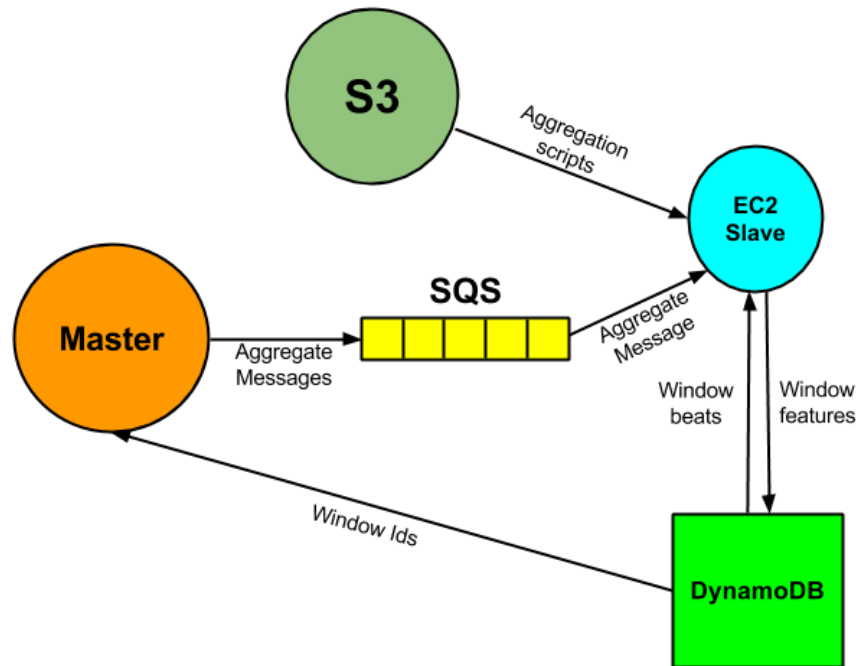 S3
Aggregation
scripts
EC2
Slave
Master
Aggregate
Messages
SQS
Aggregate
Message
Window
beats
Window
features
Window Ids
DynamoDB